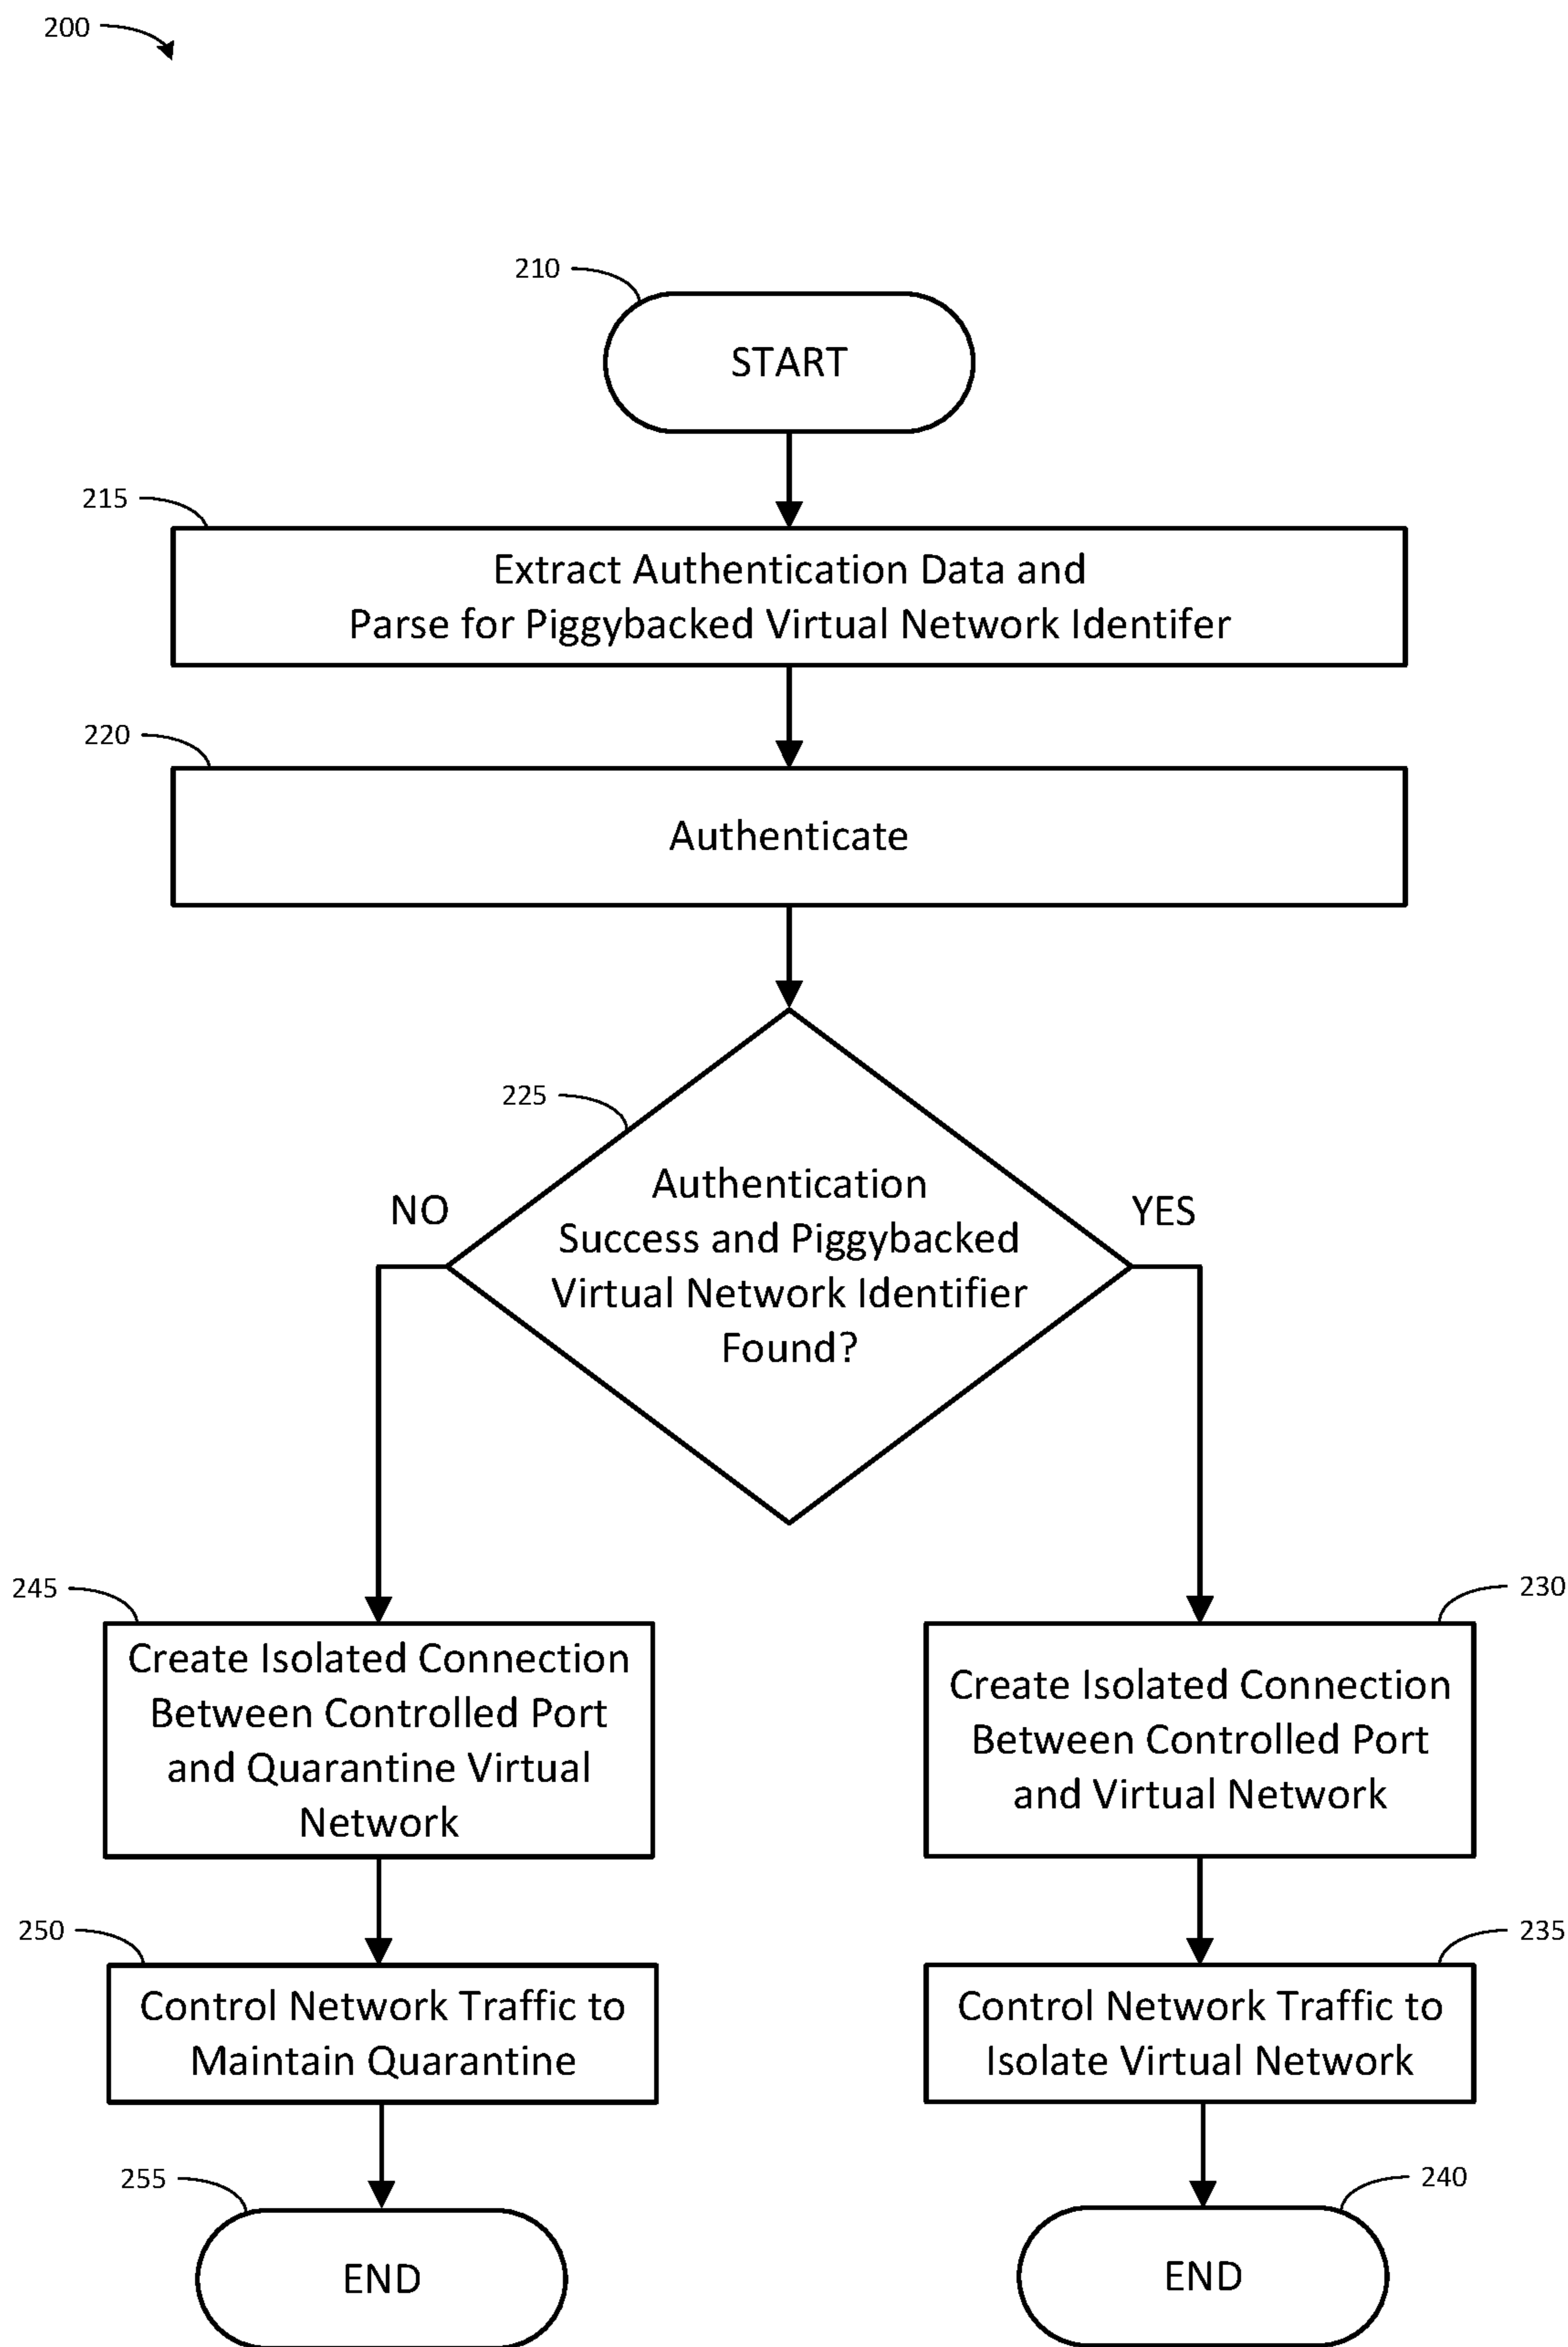 200
210
START
215
Extract Authentication Data and
Parse for Piggybacked Virtual Network Identifer
220
Authenticate
225
NO
YES
Authentication
Success and Piggybacked
Virtual Network Identifier
Found?
245
Create Isolated Connection
Between Controlled Port
and Quarantine Virtual
Network
230
Create Isolated Connection
Between Controlled Port
and Virtual Network
250
Control Network Traffic to
Maintain Quarantine
235
Control Network Traffic to
Isolate Virtual Network
255
END
240
END